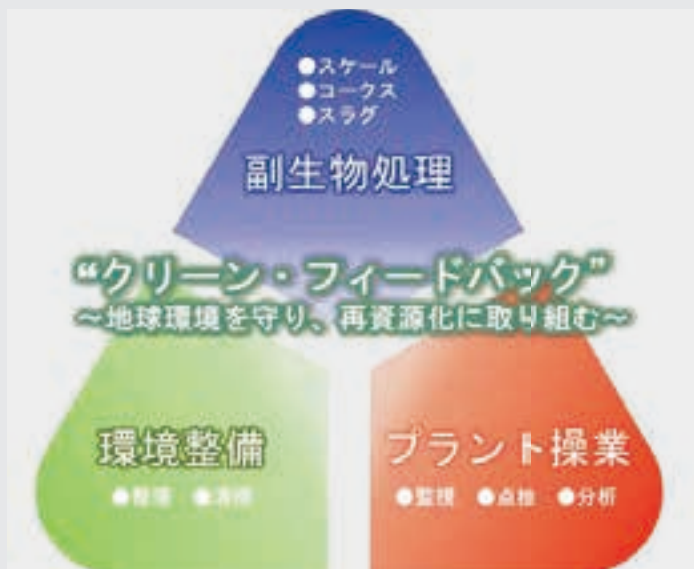 ●スケール
●コークス
●スラグ
副生物処理
“クリーン・フィードバック”
～地球環境を守り、再資源化に取り組む～
環境整備
プラント操業
●監視 ●点検 ●分析